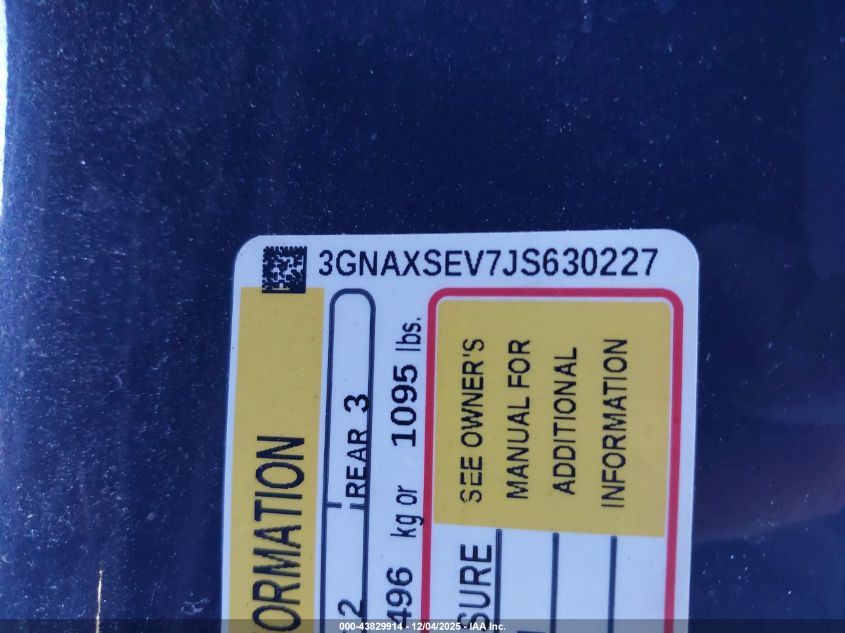 3GNAXSEV7JS630227
ORMATION
2 REAR 3
496 kg or 1095 lbs.
SURE
SEE OWNER'S
MANUAL FOR
ADDITIONAL
INFORMATION
000-43829914 - 12/04/2025 - IAA Inc.